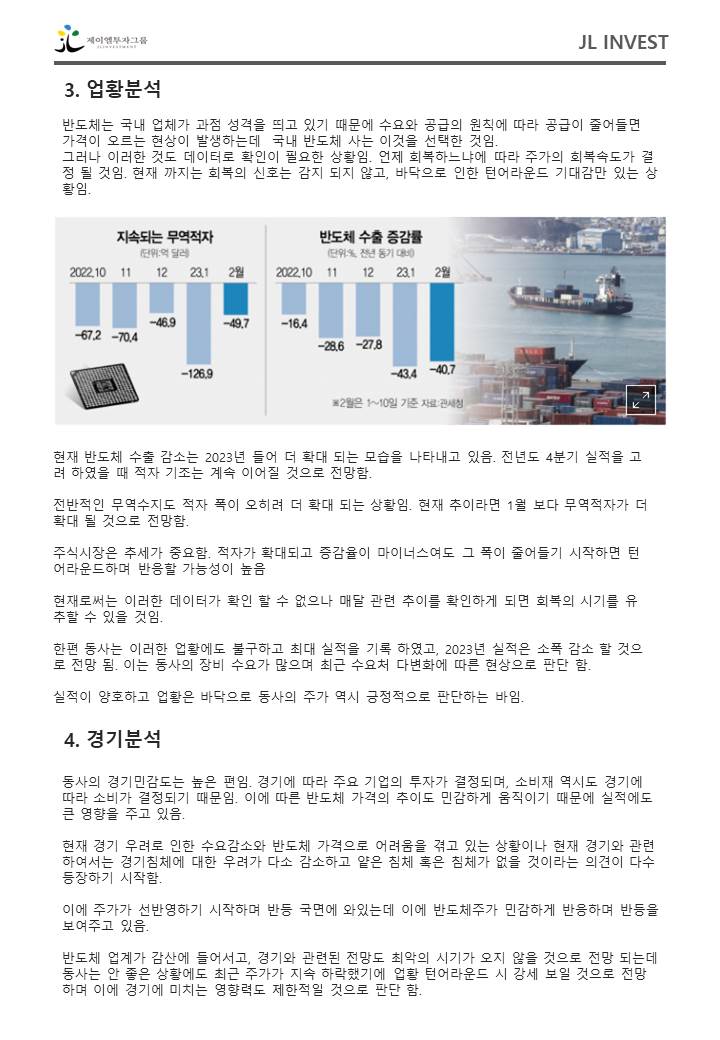 제이엘투자그룹
JL INVESTMENT
JL INVEST
3. 업황분석
반도체는 국내 업체가 과점 성격을 띄고 있기 때문에 수요와 공급의 원칙에 따라 공급이 줄어들면
가격이 오르는 현상이 발생하는데 국내 반도체 사는 이것을 선택한 것임.
그러나 이러한 것도 데이터로 확인이 필요한 상황임. 언제 회복하느냐에 따라 주가의 회복속도가 결
정 될 것임. 현재 까지는 회복의 신호는 감지 되지 않고, 바닥으로 인한 턴어라운드 기대감만 있는 상
황임.
지속되는 무역적자
(단위:억 달러)
2022.10 11 12 23.1 2월
-67.2 -70.4 -46.9 -126.9 -49.7
반도체 수출 증감률
(단위:%, 전년 동기 대비)
2022.10 11 12 23.1 2월
-16.4 -28.6 -27.8 -43.4 -40.7
※2월은 1~10일 기준 자료:관세청
현재 반도체 수출 감소는 2023년 들어 더 확대 되는 모습을 나타내고 있음. 전년도 4분기 실적을 고
려 하였을 때 적자 기조는 계속 이어질 것으로 전망함.
전반적인 무역수지도 적자 폭이 오히려 더 확대 되는 상황임. 현재 추이라면 1월 보다 무역적자가 더
확대 될 것으로 전망함.
주식시장은 추세가 중요함. 적자가 확대되고 증감율이 마이너스여도 그 폭이 줄어들기 시작하면 턴
어라운드하며 반응할 가능성이 높음
현재로써는 이러한 데이터가 확인 할 수 없으나 매달 관련 추이를 확인하게 되면 회복의 시기를 유
추할 수 있을 것임.
한편 동사는 이러한 업황에도 불구하고 최대 실적을 기록 하였고, 2023년 실적은 소폭 감소 할 것으
로 전망 됨. 이는 동사의 장비 수요가 많으며 최근 수요처 다변화에 따른 현상으로 판단 함.
실적이 양호하고 업황은 바닥으로 동사의 주가 역시 긍정적으로 판단하는 바임.
4. 경기분석
동사의 경기민감도는 높은 편임. 경기에 따라 주요 기업의 투자가 결정되며, 소비재 역시도 경기에
따라 소비가 결정되기 때문임. 이에 따른 반도체 가격의 추이도 민감하게 움직이기 때문에 실적에도
큰 영향을 주고 있음.
현재 경기 우려로 인한 수요감소와 반도체 가격으로 어려움을 겪고 있는 상황이나 현재 경기와 관련
하여서는 경기침체에 대한 우려가 다소 감소하고 얕은 침체 혹은 침체가 없을 것이라는 의견이 다수
등장하기 시작함.
이에 주가가 선반영하기 시작하며 반등 국면에 와있는데 이에 반도체주가 민감하게 반응하며 반등을
보여주고 있음.
반도체 업계가 감산에 들어서고, 경기와 관련된 전망도 최악의 시기가 오지 않을 것으로 전망 되는데
동사는 안 좋은 상황에도 최근 주가가 지속 하락했기에 업황 턴어라운드 시 강세 보일 것으로 전망
하며 이에 경기에 미치는 영향력도 제한적일 것으로 판단 함.